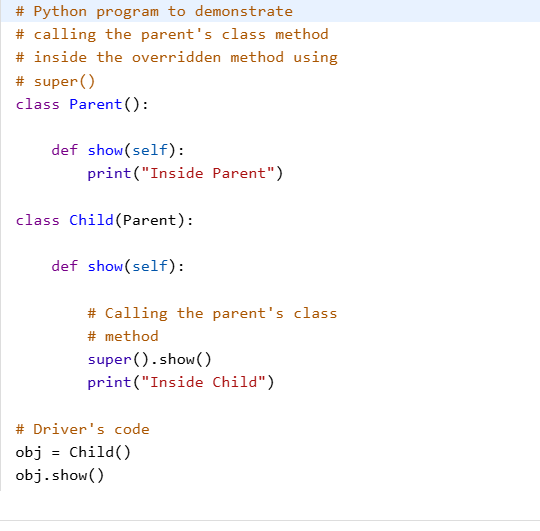 # Python program to demonstrate
# calling the parent's class method
# inside the overridden method using
# super()
class Parent():
    def show(self):
        print("Inside Parent")
class Child(Parent):
    def show(self):
        # Calling the parent's class
        # method
        super().show()
        print("Inside Child")
# Driver's code
obj = Child()
obj.show()